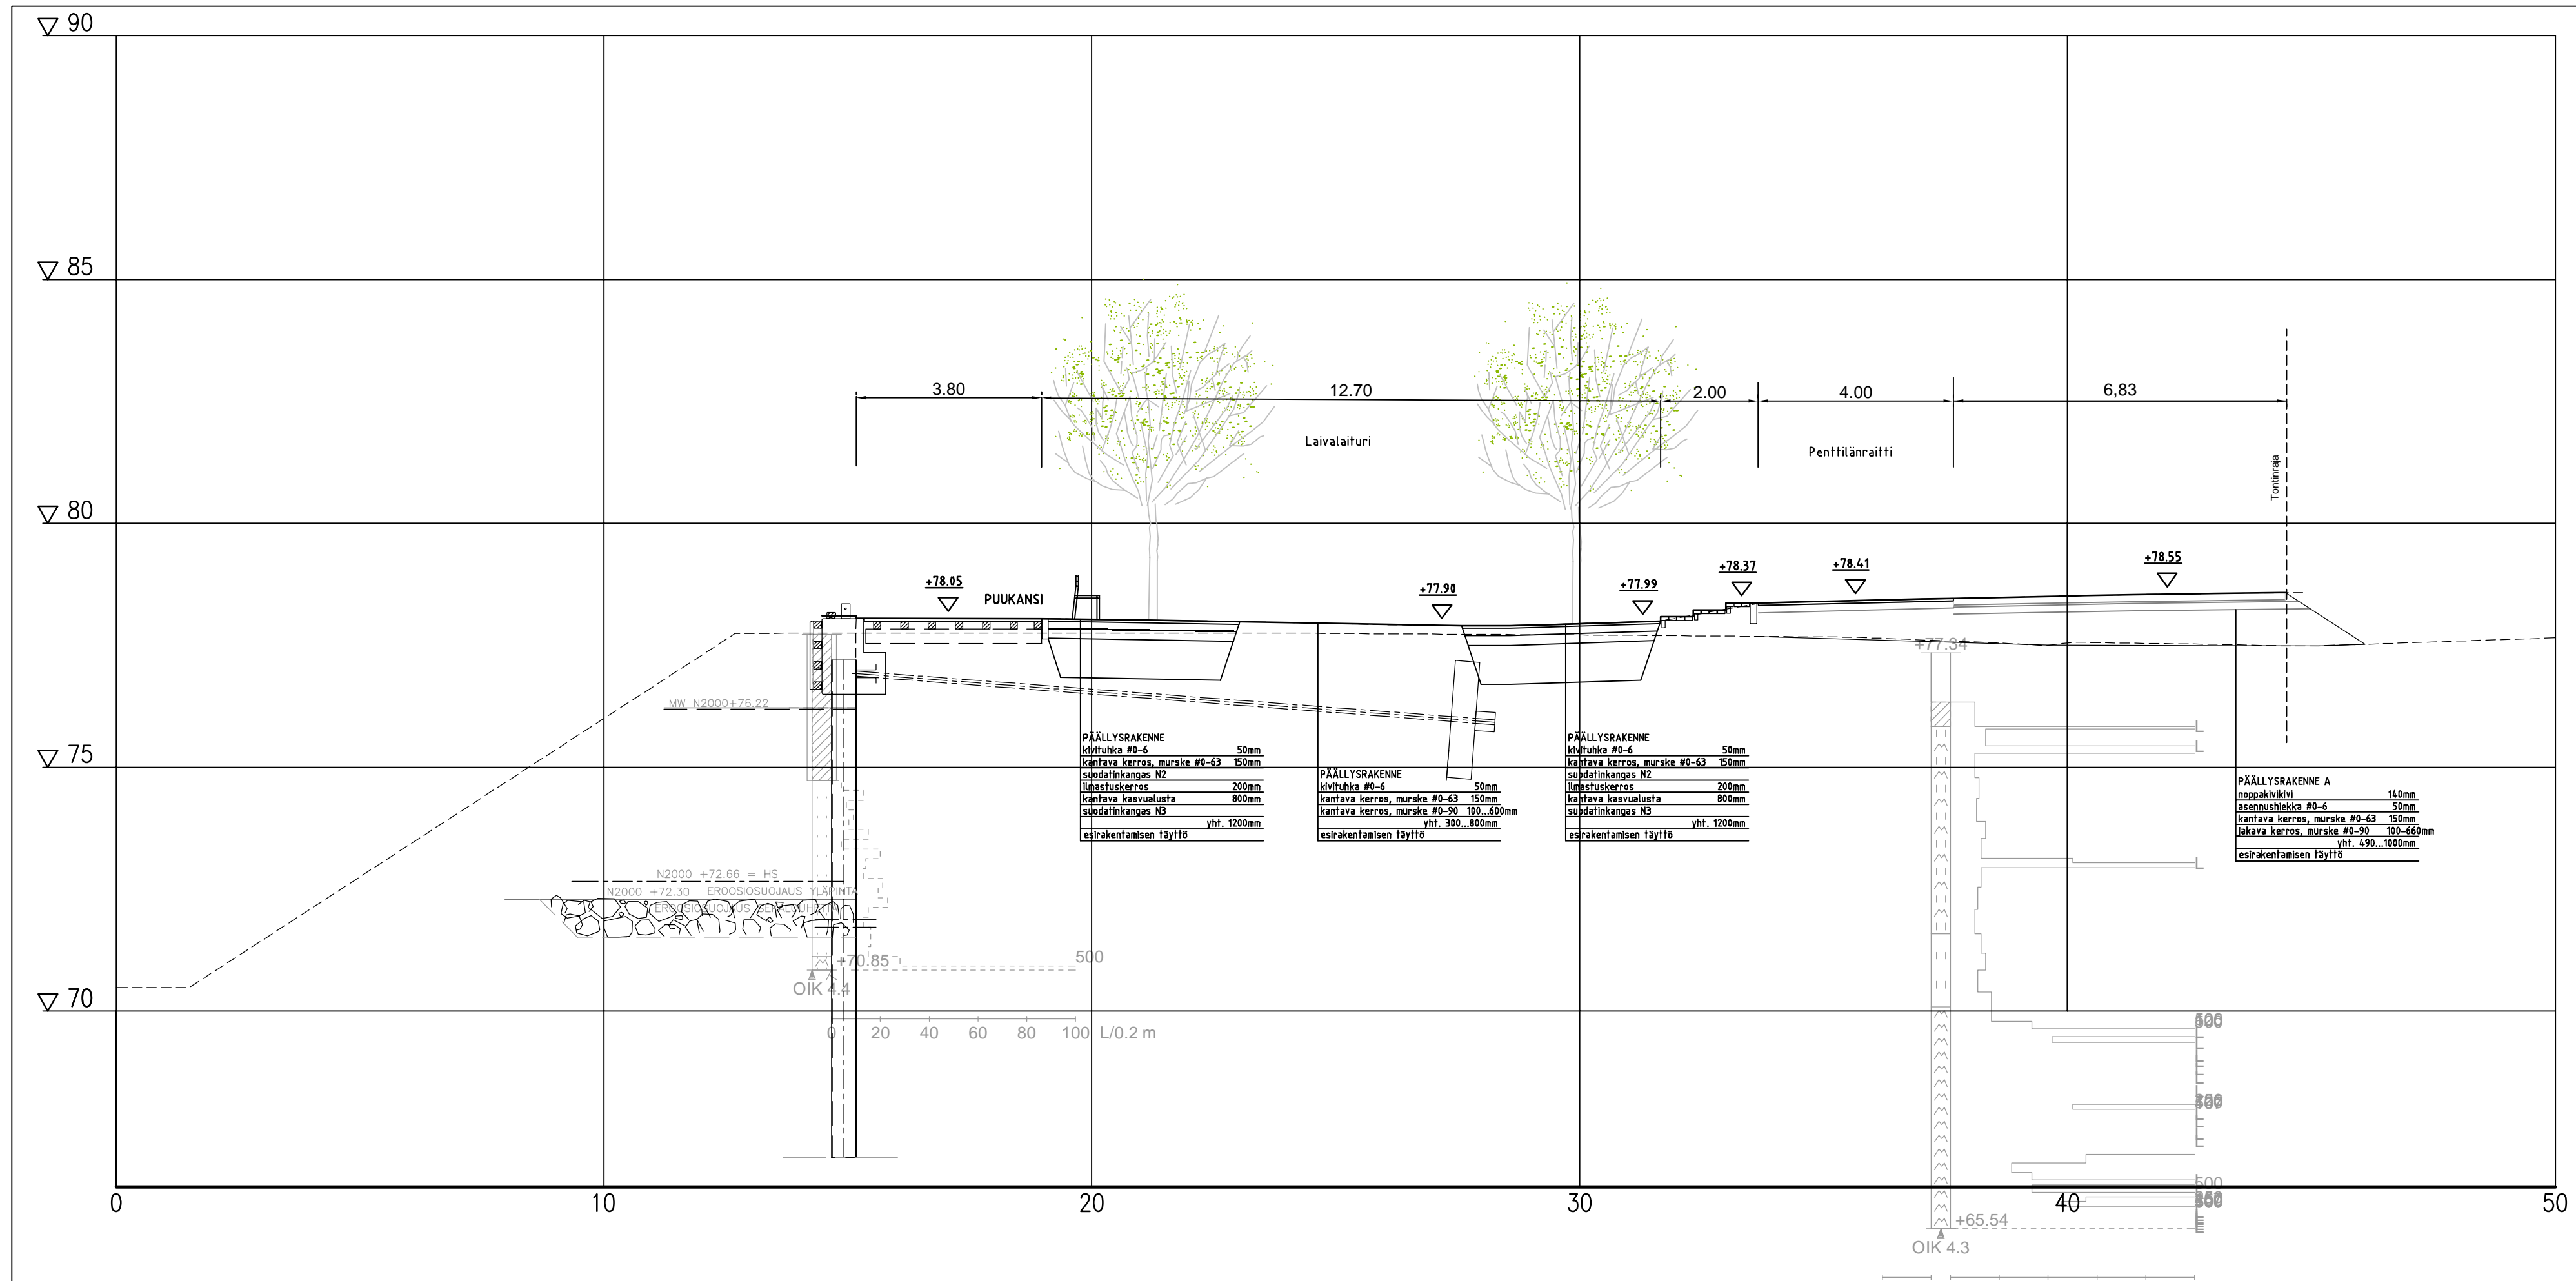 90
85
80
75
70
3.80
12.70
2.00
4.00
6,83
Laivalaituri
Penttilänraitti
Tontinraja
+78.05
PUUKANSI
+77.90
+77.99
+78.37
+78.41
+78.55
+77.34
MW N2000+76.22
PÄÄLLYSRAKENNE
kivituhka #0-6 50mm
kantava kerros, murske #0-63 150mm
suodatinkangas N2
ilmastuskerros 200mm
kantava kasvualusta 800mm
suodatinkangas N3
yht. 1200mm
esirakentamisen täyttö
PÄÄLLYSRAKENNE
kivituhka #0-6 50mm
kantava kerros, murske #0-63 150mm
kantava kerros, murske #0-90 100...600mm
yht. 300...800mm
esirakentamisen täyttö
PÄÄLLYSRAKENNE
kivituhka #0-6 50mm
kantava kerros, murske #0-63 150mm
suodatinkangas N2
ilmastuskerros 200mm
kantava kasvualusta 800mm
suodatinkangas N3
yht. 1200mm
esirakentamisen täyttö
PÄÄLLYSRAKENNE A
noppakivikivi 140mm
asennushiekka #0-6 50mm
kantava kerros, murske #0-63 150mm
jakava kerros, murske #0-90 100-660mm
yht. 490...1000mm
esirakentamisen täyttö
N2000 +72.66 = HS
N2000 +72.30 EROOSIOSUOJAUS YLÄPINTA
EROOSIOSUOJAUS
+70.85
500
OIK 4.4
0 20 40 60 80 100 L/0.2 m
500
+65.54
OIK 4.3
0 10 20 30 40 50